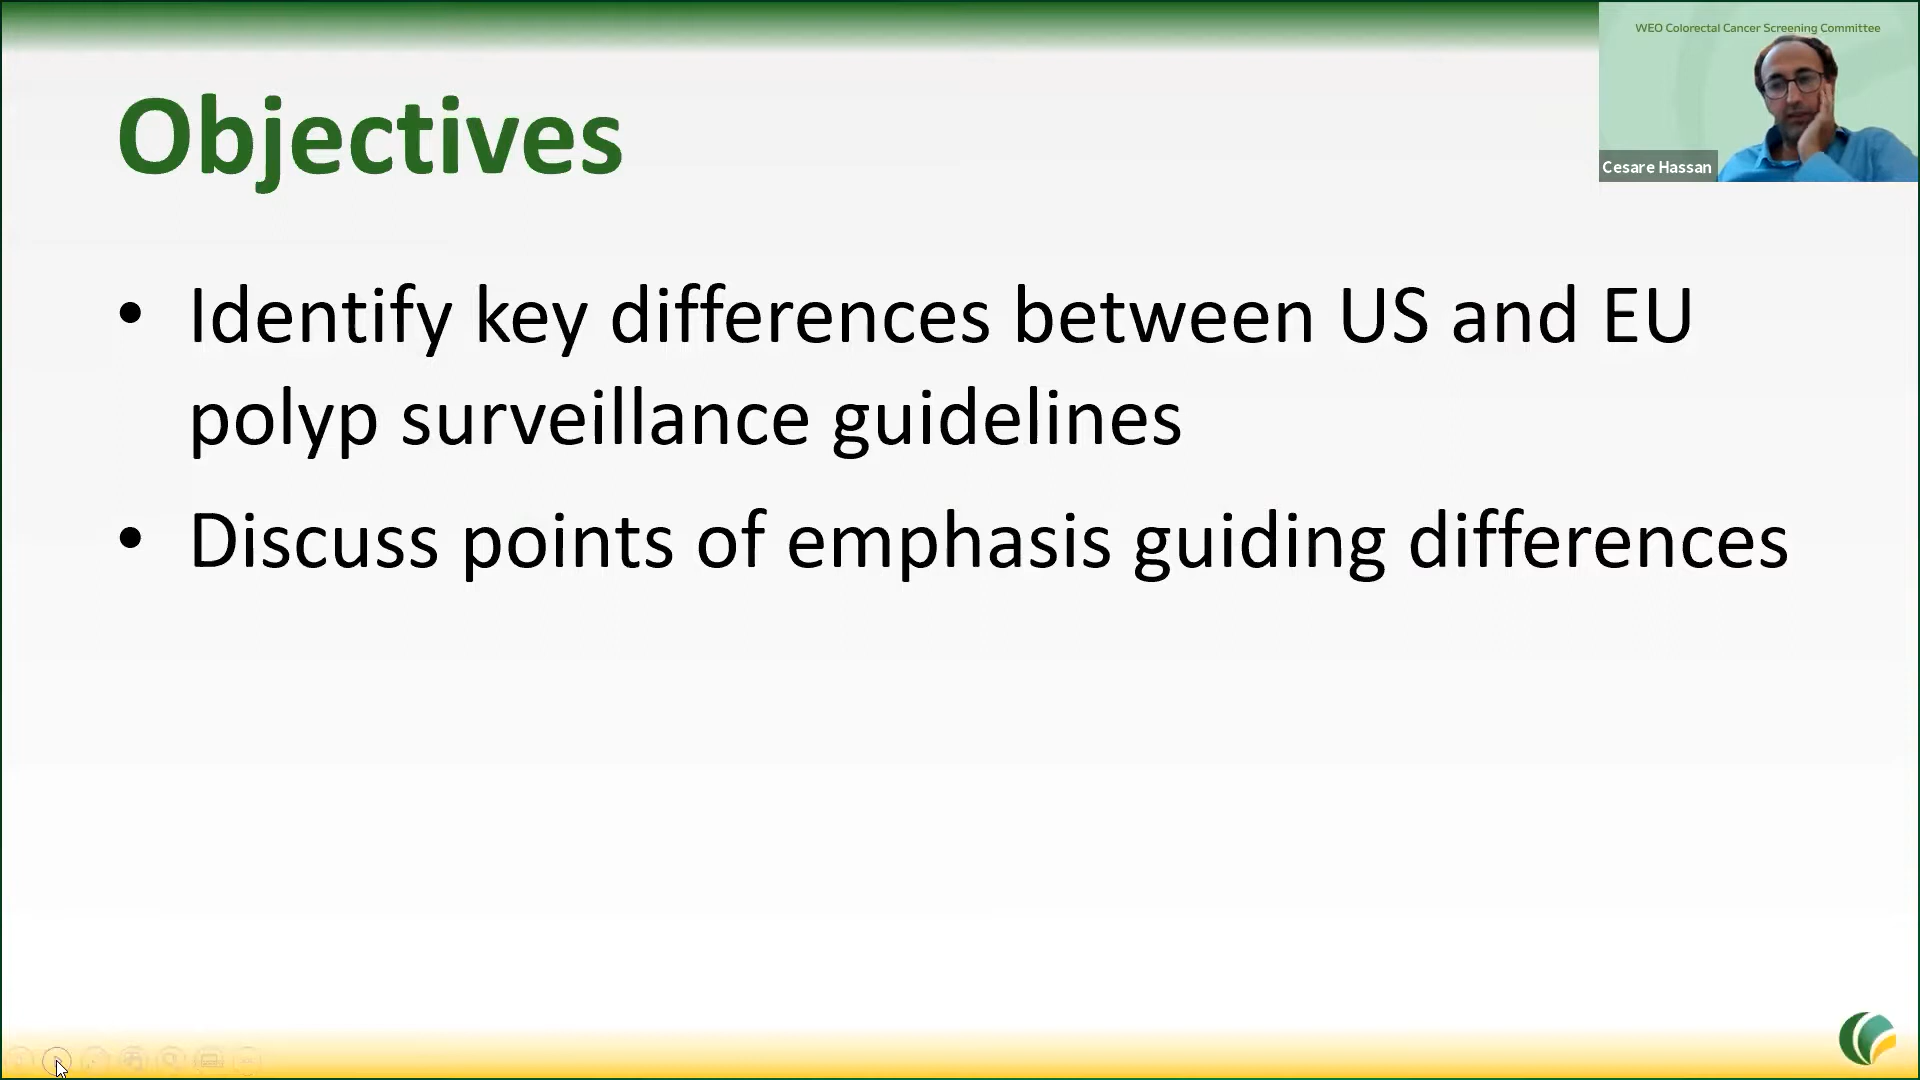 WEO Colorectal Cancer Screening Committee
Objectives
Cesare Hassan
• Identify key differences between US and EU
polyp surveillance guidelines
• Discuss points of emphasis guiding differences